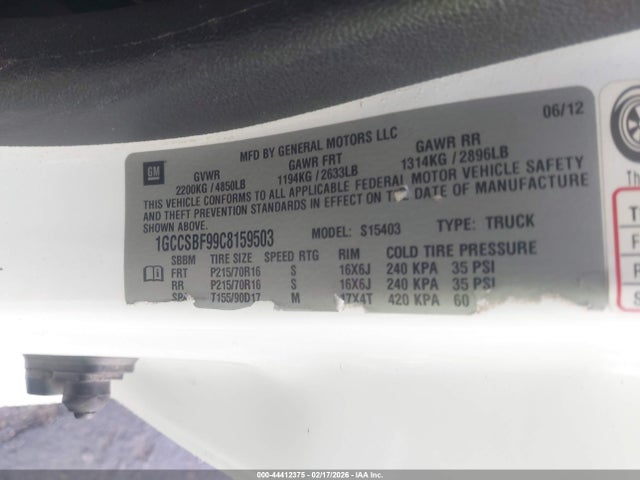 06/12
MFD BY GENERAL MOTORS LLC
GM
GVWR GAWR FRT GAWR RR
2200KG / 4850LB 1194KG / 2633LB 1314KG / 2896LB
THIS VEHICLE CONFORMS TO ALL APPLICABLE FEDERAL MOTOR VEHICLE SAFETY
AND THEFT PREVENTION STANDARDS IN EFFECT ON THE DATE OF MANUFACTURE
SHOWN ABOVE.
1GCCSBF99C8159503 MODEL: S15403 TYPE: TRUCK
SBBM TIRE SIZE SPEED RTG RIM COLD TIRE PRESSURE
FRT P215/70R16 S 16X6J 240 KPA 35 PSI
RR P215/70R16 S 16X6J 240 KPA 35 PSI
SPA T155/90D17 M 17X4T 420 KPA 60
000-44412375 - 02/17/2026 - IAA Inc.